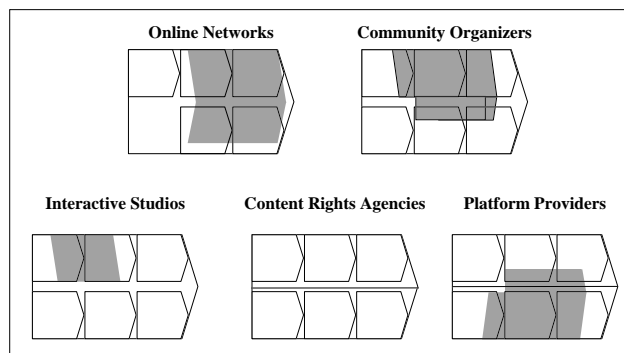 Online Networks
Community Organizers
Interactive Studios
Content Rights Agencies
Platform Providers